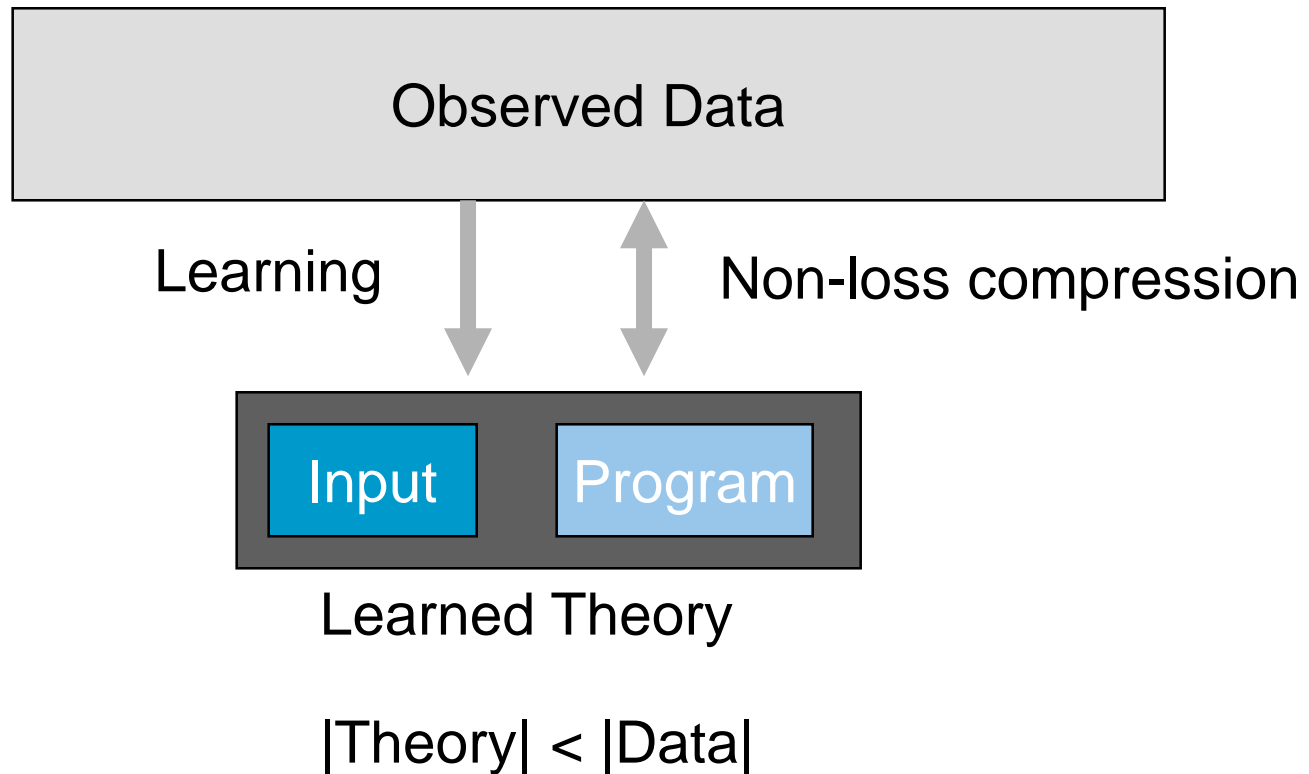 Observed Data
Learning
Non-loss compression
Input
Program
Learned Theory
|Theory| < |Data|